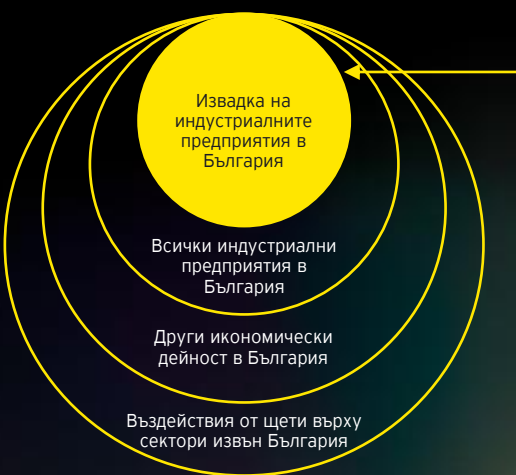 Извадка на
индустриалните
предприятия в
България
Всички индустриални
предприятия в
България
Други икономически
дейност в България
Въздействия от щети върху
сектори извън България